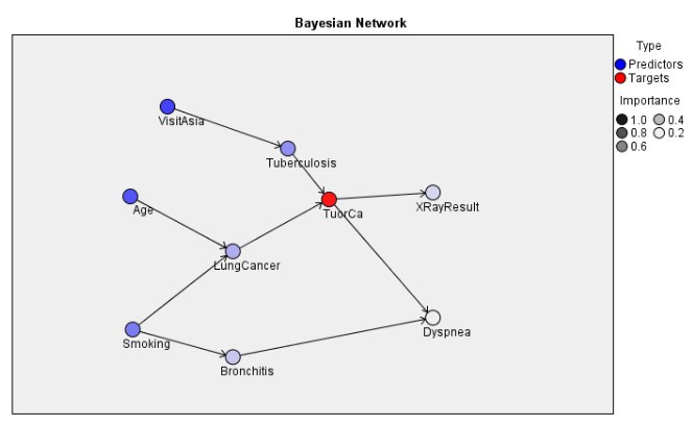 Bayesian Network
Type
Predictors
Targets
Importance
1.0 0.4
0.8 0.2
0.6
VisitAsia
Tuberculosis
Age
TuorCa
XRayResult
LungCancer
Smoking
Dyspnea
Bronchitis